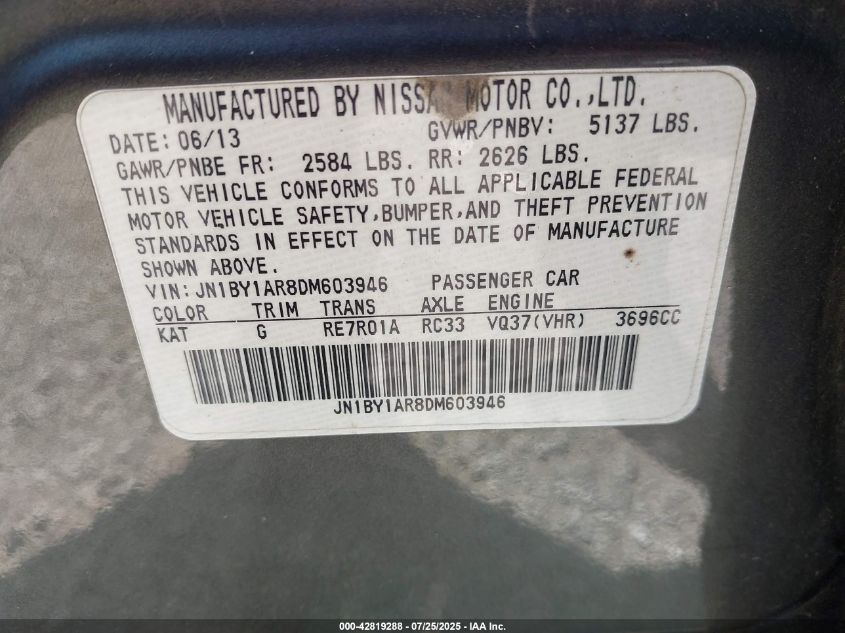 MANUFACTURED BY NISSAN MOTOR CO.,LTD.
DATE: 06/13 GVWR/PNBV: 5137 LBS.
GAWR/PNBE FR: 2584 LBS. RR: 2626 LBS.
THIS VEHICLE CONFORMS TO ALL APPLICABLE FEDERAL
MOTOR VEHICLE SAFETY,BUMPER,AND THEFT PREVENTION
STANDARDS IN EFFECT ON THE DATE OF MANUFACTURE
SHOWN ABOVE.
VIN: JN1BY1AR8DM603946 PASSENGER CAR
COLOR TRIM TRANS AXLE ENGINE
KAT G RE7R01A RC33 VQ37(VHR) 3696CC
JN1BY1AR8DM603946
000-42819288 - 07/25/2025 - IAA Inc.